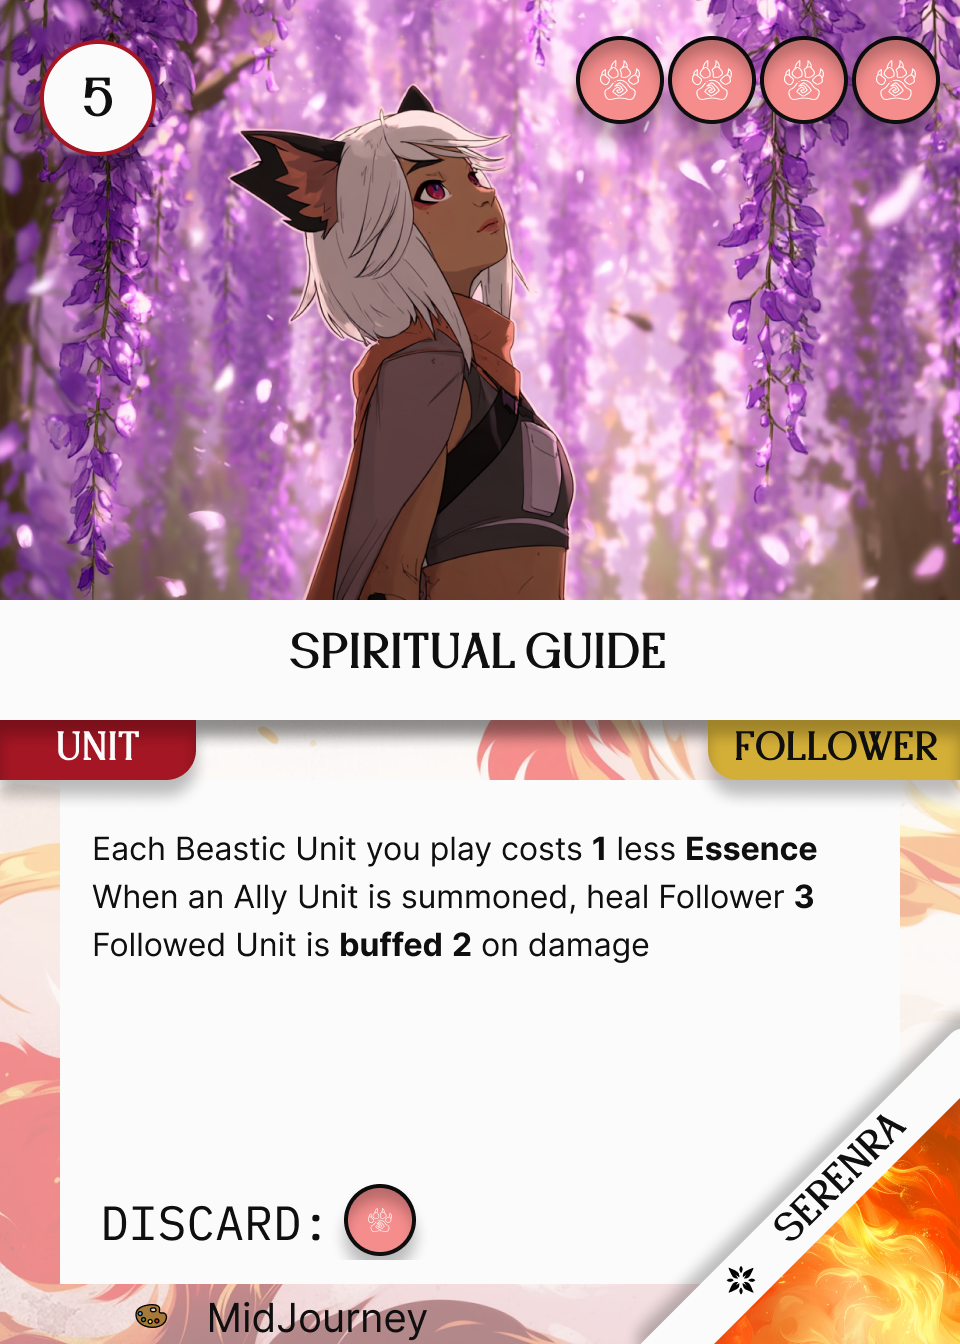 5
SPIRITUAL GUIDE
UNIT
FOLLOWER
Each Beastic Unit you play costs 1 less Essence
When an Ally Unit is summoned, heal Follower 3
Followed Unit is buffed 2 on damage
SERENRA
DISCARD:
MidJourney